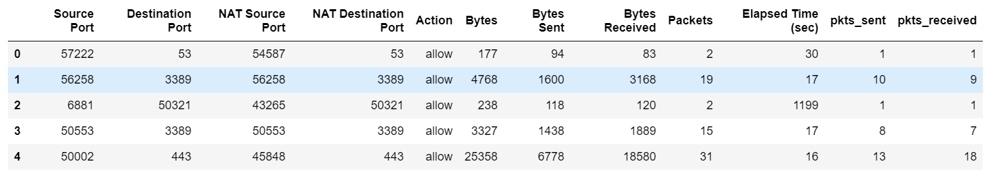 Source Port Destination Port NAT Source Port NAT Destination Port Action Bytes Bytes Sent Bytes Received Packets Elapsed Time (sec) pkts_sent pkts_received
0 57222 53 54587 53 allow 177 94 83 2 30 1 1
1 56258 3389 56258 3389 allow 4768 1600 3168 19 17 10 9
2 6881 50321 43265 50321 allow 238 118 120 2 1199 1 1
3 50553 3389 50553 3389 allow 3327 1438 1889 15 17 8 7
4 50002 443 45848 443 allow 25358 6778 18580 31 16 13 18